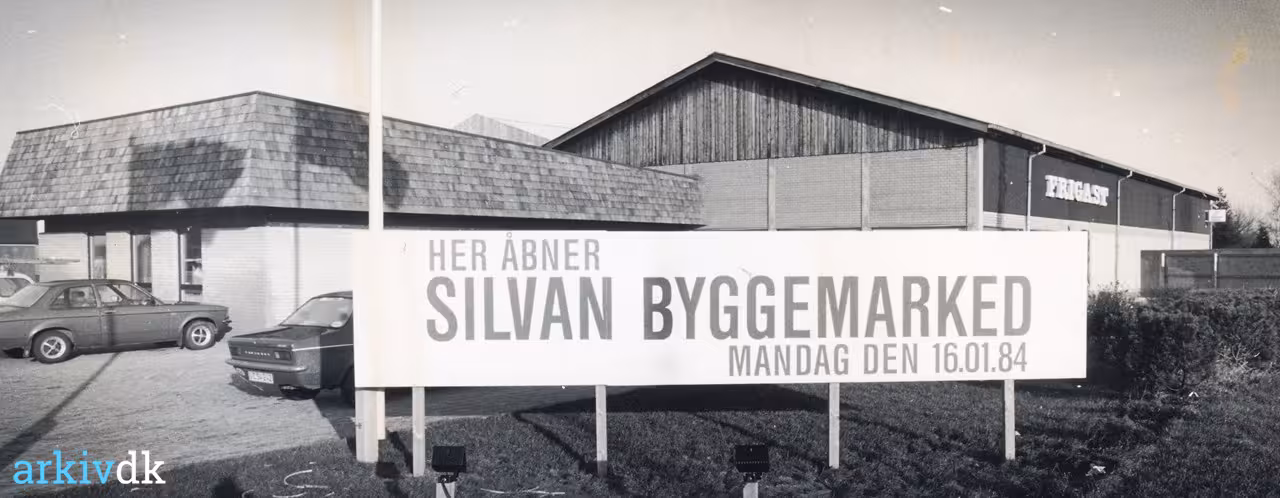 FRIGAST
HER ÅBNER
SILVAN BYGGEMARKED
MANDAG DEN 16.01.84
arkivdk